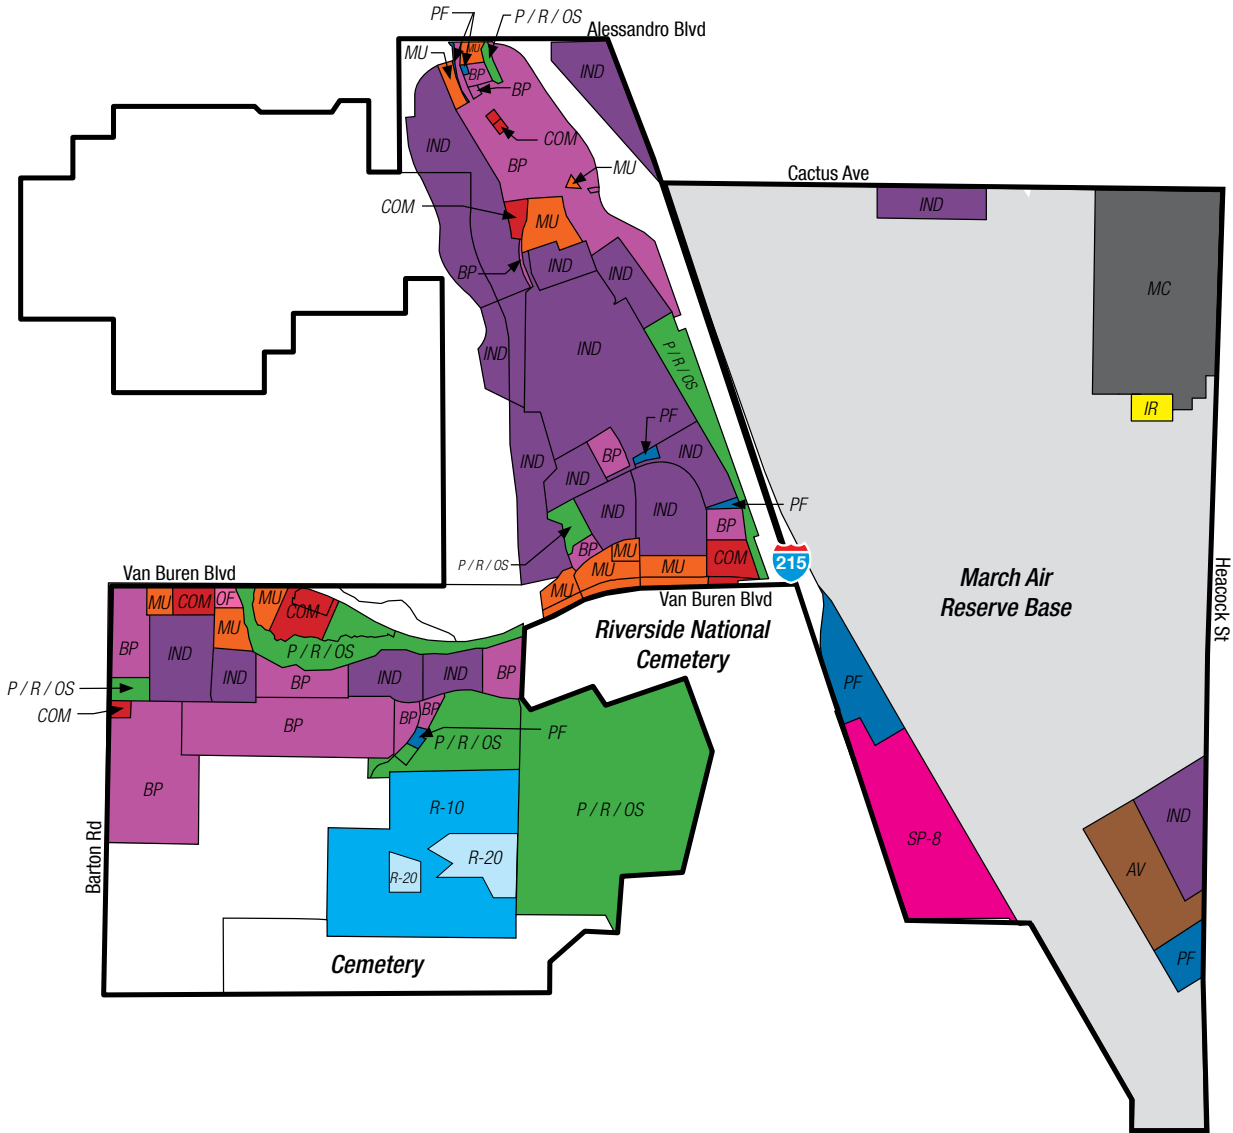 PF
P / R / OS
Alessandro Blvd
MU
MU
BP
IND
BP
IND
COM
BP
MU
Cactus Ave
COM
IND
MU
BP
IND
IND
MC
IND
IND
P / R / OS
IR
PF
BP
IND
IND
IND
PF
IND
IND
BP
P / R / OS
BP
MU
COM
MU
MU
MU
215
Van Buren Blvd
March Air
Reserve Base
Heacock St
Van Buren Blvd
Riverside National
Cemetery
MU
COM
OF
MU
COM
MU
BP
IND
P / R / OS
IND
BP
IND
IND
BP
P / R / OS
COM
BP
BP
BP
P / R / OS
PF
PF
BP
R-10
P / R / OS
R-20
R-20
SP-8
IND
AV
PF
Barton Rd
Cemetery